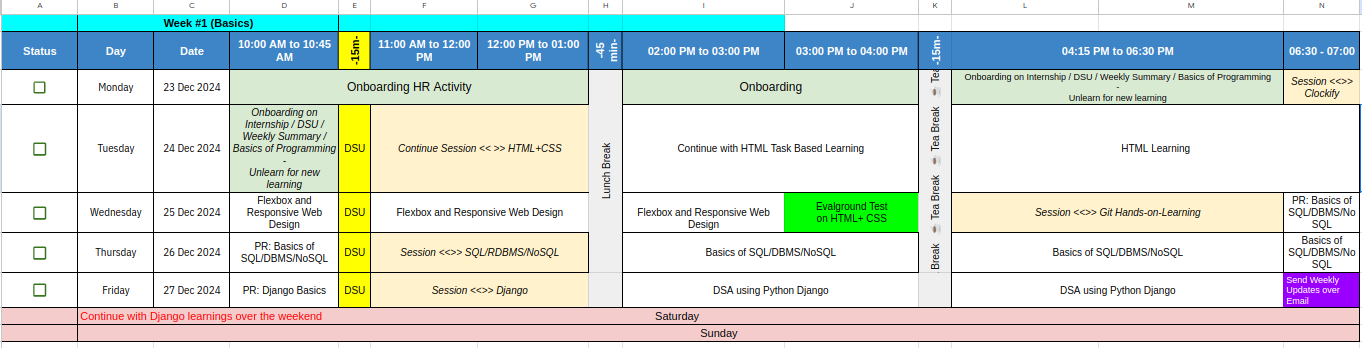 A B C D E F G H I J K L M N
Week #1 (Basics)
Status
Day
Date
10:00 AM to 10:45
AM
-15m-
11:00 AM to 12:00
PM
12:00 PM to 01:00
PM
-45
min-
02:00 PM to 03:00 PM
03:00 PM to 04:00 PM
-15m-
04:15 PM to 06:30 PM
06:30 - 07:00
Monday
23 Dec 2024
Onboarding HR Activity
Onboarding
Onboarding on Internship / DSU / Weekly Summary / Basics of Programming
-
Unlearn for new learning
Session <<>>
Clockify
Tuesday
24 Dec 2024
Onboarding on
Internship / DSU /
Weekly Summary /
Basics of Programming
-
Unlearn for new
learning
DSU
Continue Session << >> HTML+CSS
Lunch Break
Continue with HTML Task Based Learning
Tea
Tea Break
Tea Break
Break
HTML Learning
Wednesday
25 Dec 2024
Flexbox and
Responsive Web
Design
DSU
Flexbox and Responsive Web Design
Flexbox and Responsive Web
Design
Evalground Test
on HTML+ CSS
Session <<>> Git Hands-on-Learning
PR: Basics of
SQL/DBMS/No
SQL
Thursday
26 Dec 2024
PR: Basics of
SQL/DBMS/NoSQL
DSU
Session <<>> SQL/RDBMS/NoSQL
Basics of SQL/DBMS/NoSQL
Basics of SQL/DBMS/NoSQL
Basics of
SQL/DBMS/No
SQL
Friday
27 Dec 2024
PR: Django Basics
DSU
Session <<>> Django
DSA using Python Django
DSA using Python Django
Send Weekly
Updates over
Email
Continue with Django learnings over the weekend
Saturday
Sunday